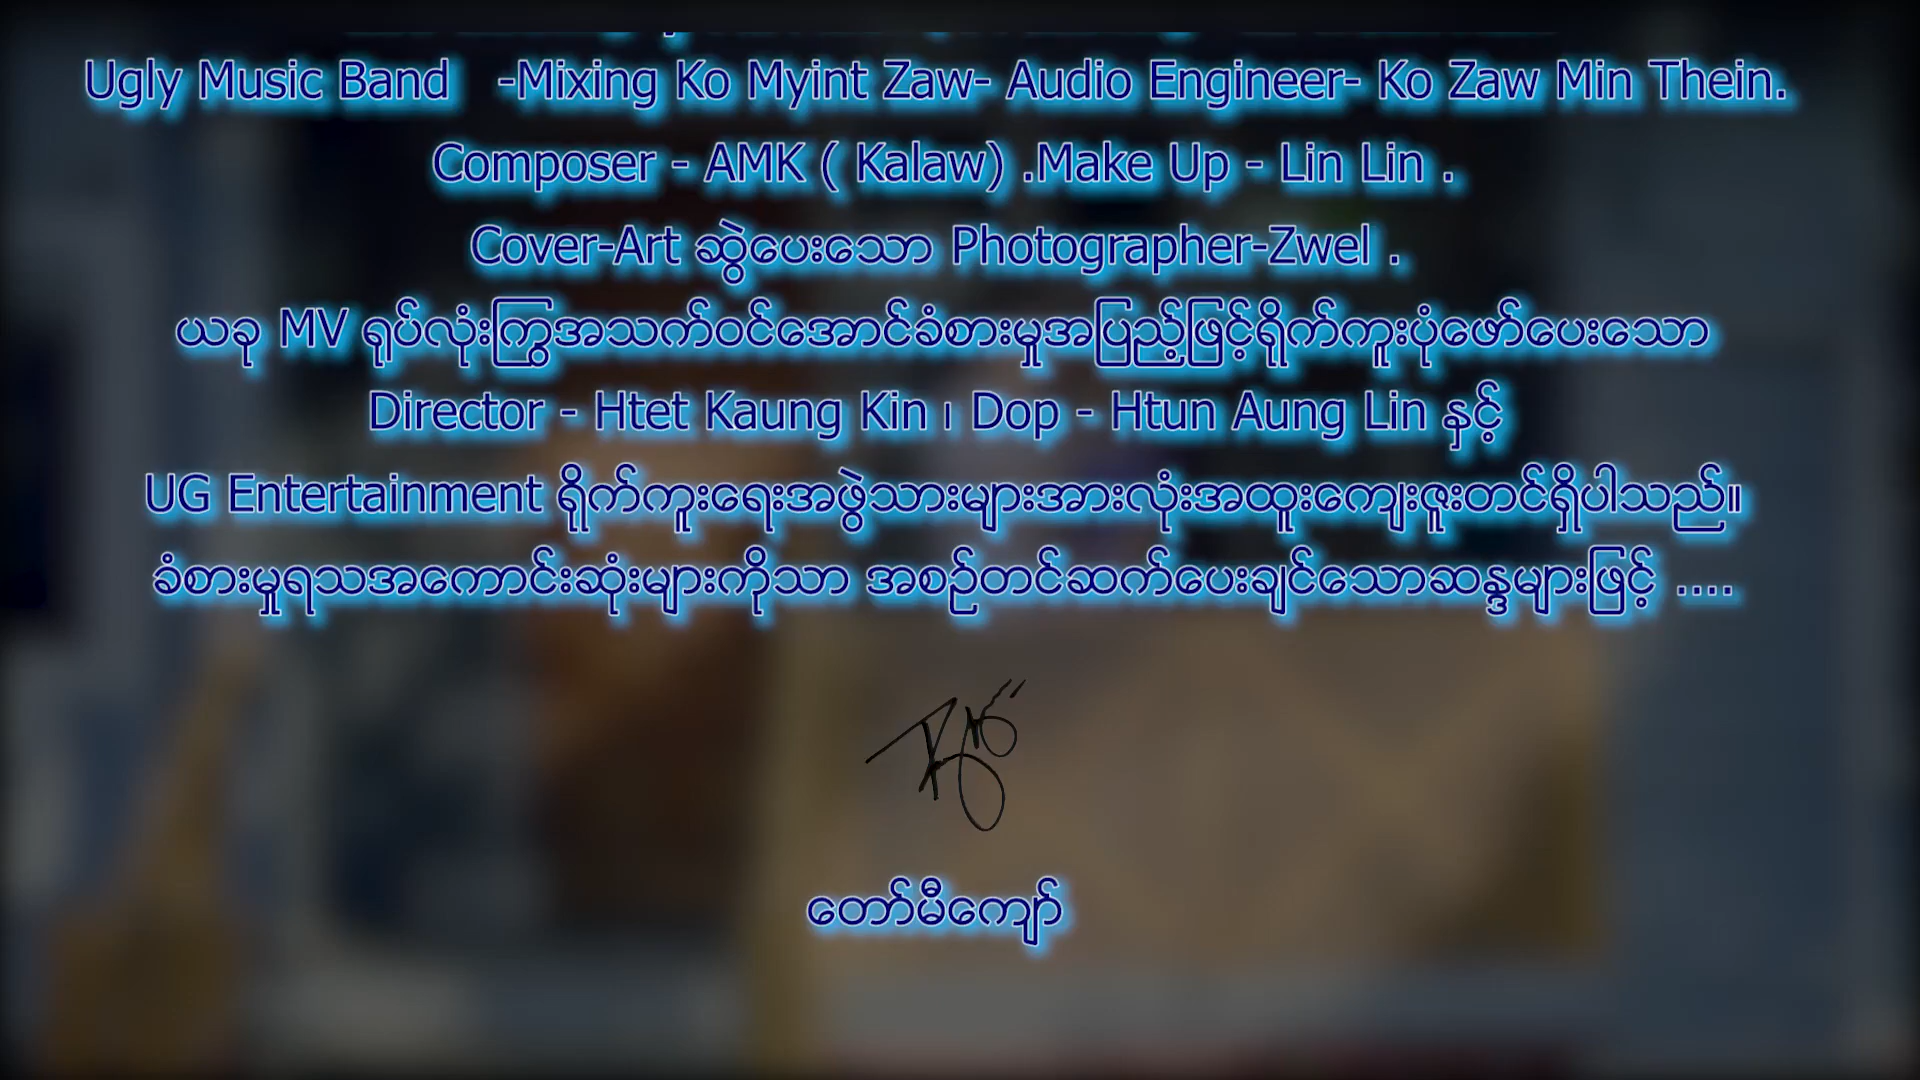 Ugly Music Band -Mixing Ko Myint Zaw- Audio Engineer- Ko Zaw Min Thein.
Composer - AMK ( Kalaw) .Make Up - Lin Lin .
Cover-Art ဆွဲပေးသော Photographer-Zwel .
ယခု MV ရုပ်လုံးကြွအသက်ဝင်အောင်ခံစားမှုအပြည့်ဖြင့်ရိုက်ကူးပုံဖော်ပေးသော
Director - Htet Kaung Kin ၊ Dop - Htun Aung Lin နှင့်
UG Entertainment ရိုက်ကူးရေးအဖွဲသားများအားလုံးအထူးကျေးဇူးတင်ရှိပါသည်။
ခံစားမှုရသအကောင်းဆုံးများကိုသာ အစဉ်တင်ဆက်ပေးချင်သောဆန္ဒများဖြင့် ....
တော်မီကျော်